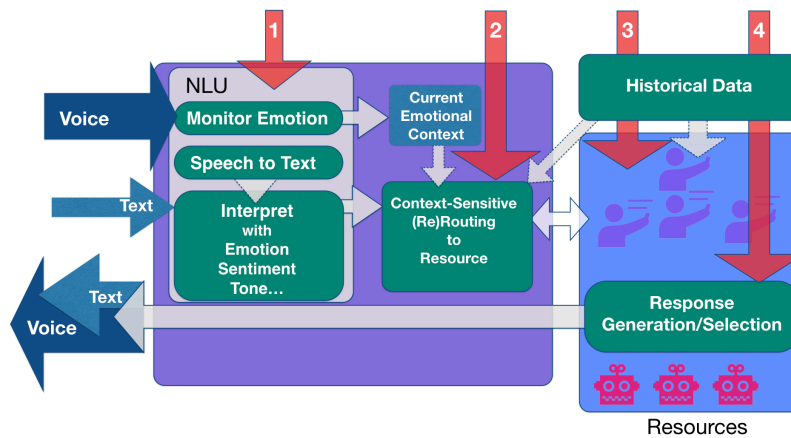 1
2
3
4
NLU
Voice
Monitor Emotion
Current
Emotional
Context
Historical Data
Speech to Text
Text
Interpret
with
Emotion
Sentiment
Tone…
Context-Sensitive
(Re)Routing
to
Resource
Text
Voice
Response
Generation/Selection
Resources